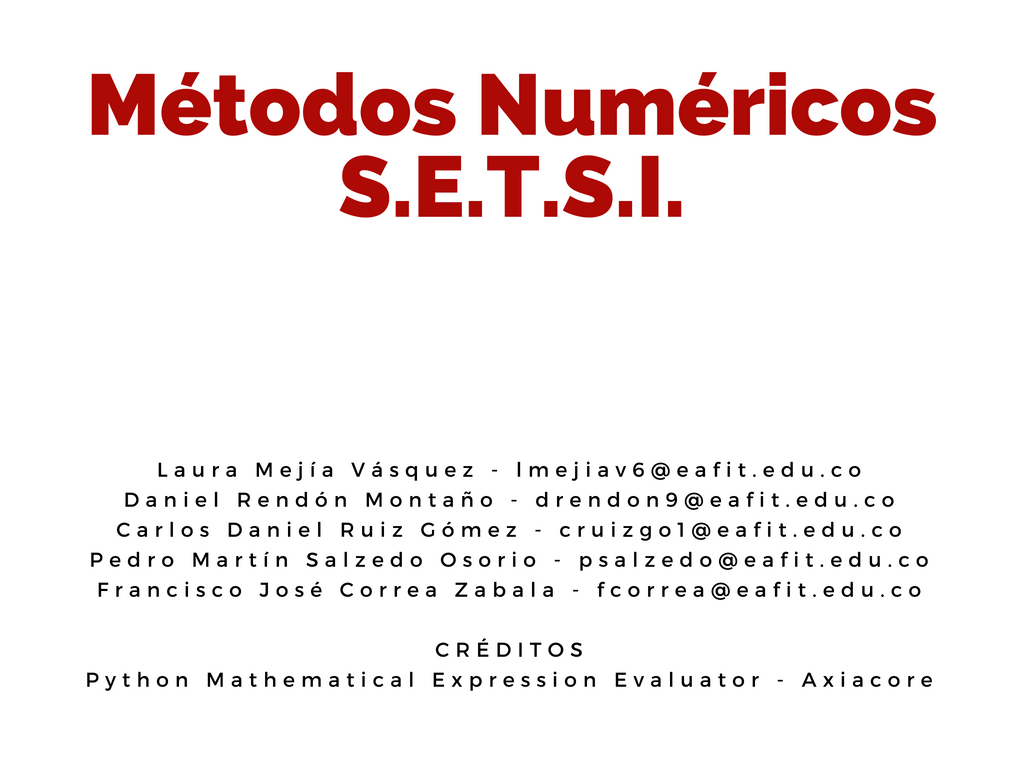 Métodos Numéricos
S.E.T.S.I.
Laura Mejía Vásquez - lmejiav6@eafit.edu.co
Daniel Rendón Montaño - drendon9@eafit.edu.co
Carlos Daniel Ruiz Gómez - cruizgo1@eafit.edu.co
Pedro Martín Salzedo Osorio - psalzedo@eafit.edu.co
Francisco José Correa Zabala - fcorrea@eafit.edu.co
CRÉDITOS
Python Mathematical Expression Evaluator - Axiacore